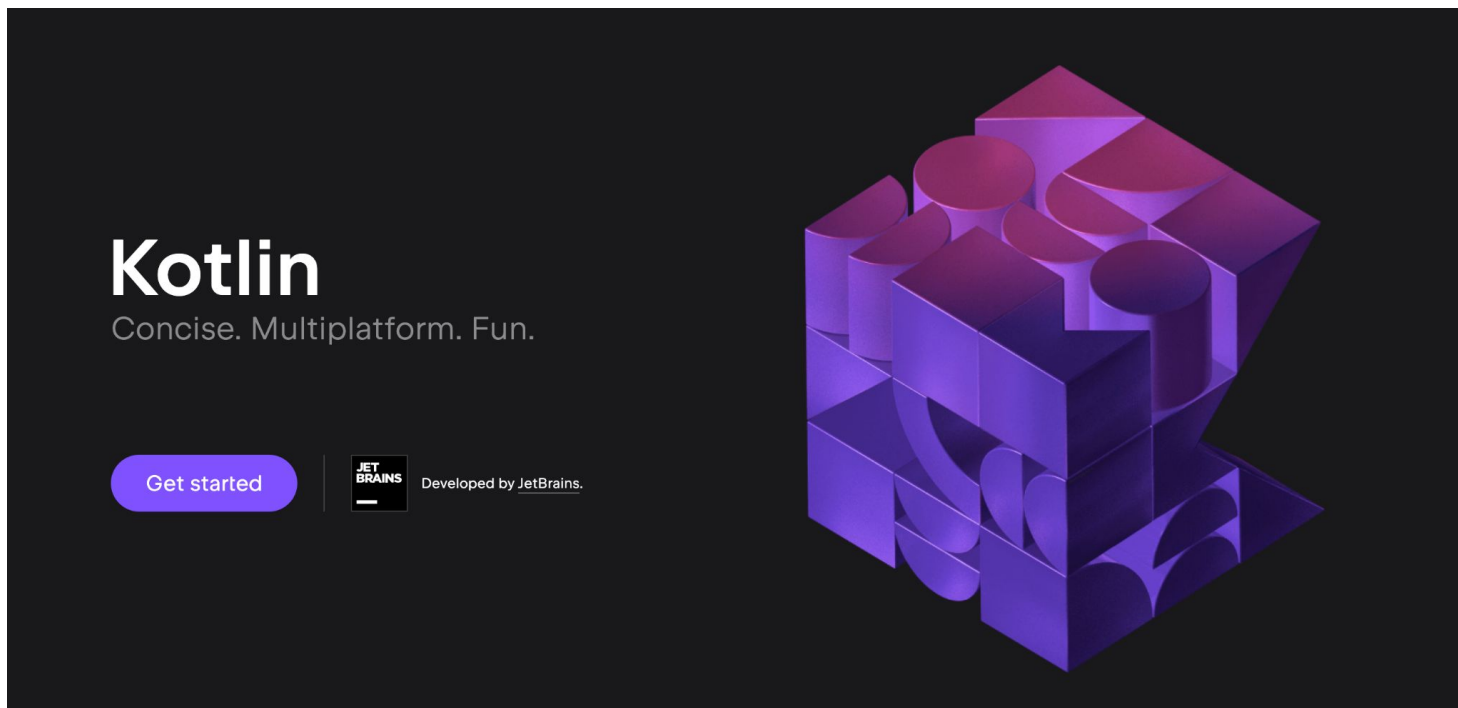 Kotlin
Concise. Multiplatform. Fun.
Get started
JET
BRAINS
Developed by JetBrains.